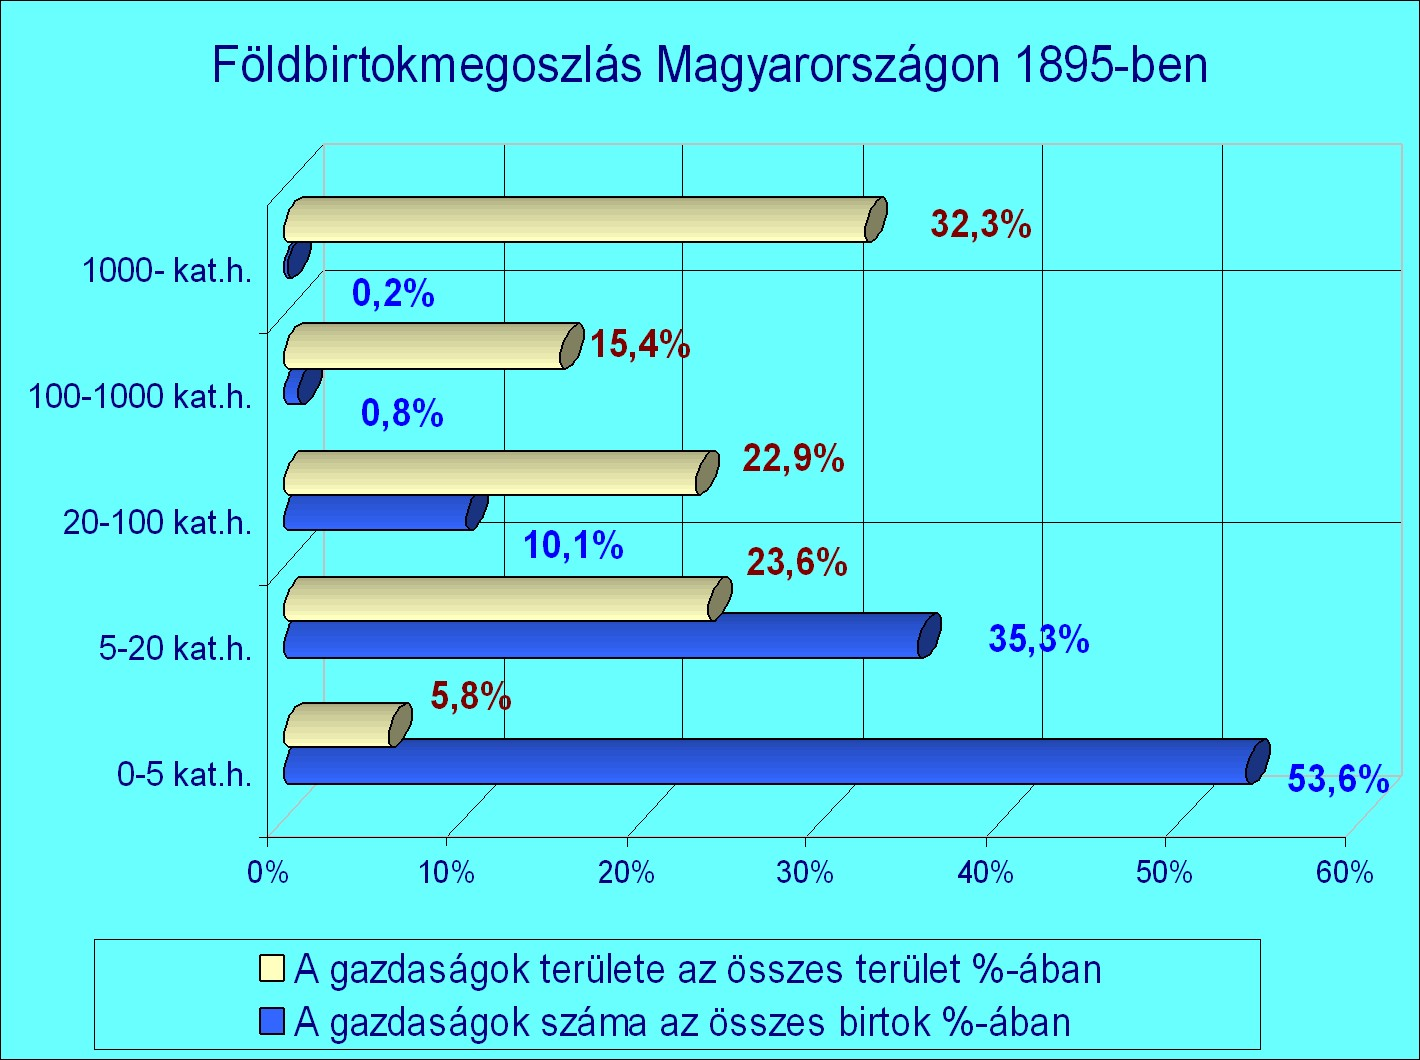 Földbirtokmegoszlás Magyarországon 1895-ben
32,3%
1000- kat.h.
0,2%
15,4%
100-1000 kat.h.
0,8%
22,9%
20-100 kat.h.
10,1%
23,6%
5-20 kat.h.
35,3%
5,8%
0-5 kat.h.
53,6%
0% 10% 20% 30% 40% 50% 60%
A gazdaságok területe az összes terület %-ában
A gazdaságok száma az összes birtok %-ában